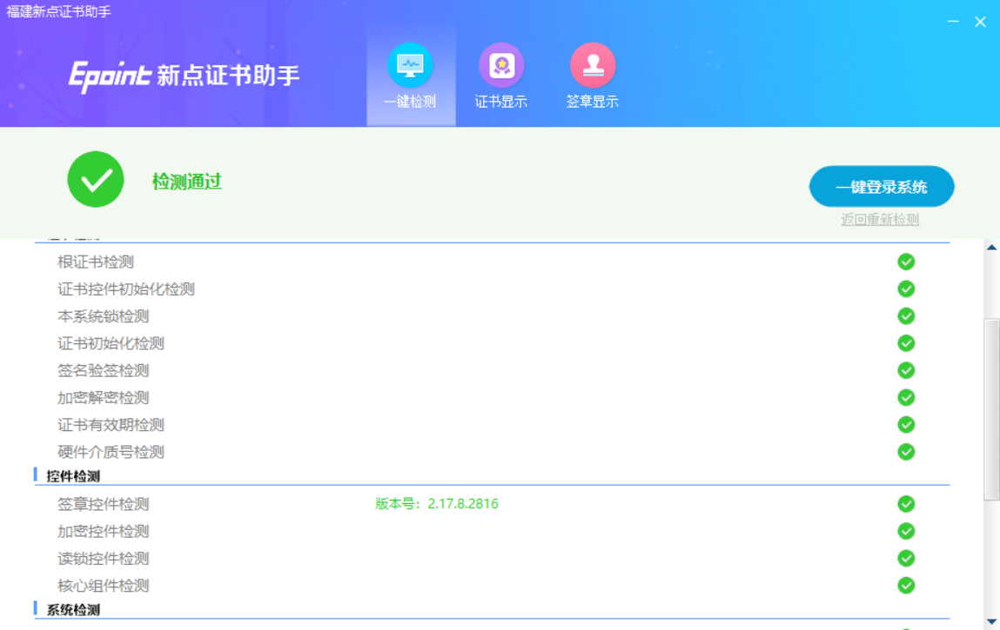 福建新点证书助手
Epoint 新点证书助手
一键检测
证书显示
签章显示
检测通过
一键登录系统
返回重新检测
根证书检测
证书控件初始化检测
本系统锁检测
证书初始化检测
签名验签检测
加密解密检测
证书有效期检测
硬件介质号检测
控件检测
签章控件检测 版本号：2.17.8.2816
加密控件检测
读锁控件检测
核心组件检测
系统检测